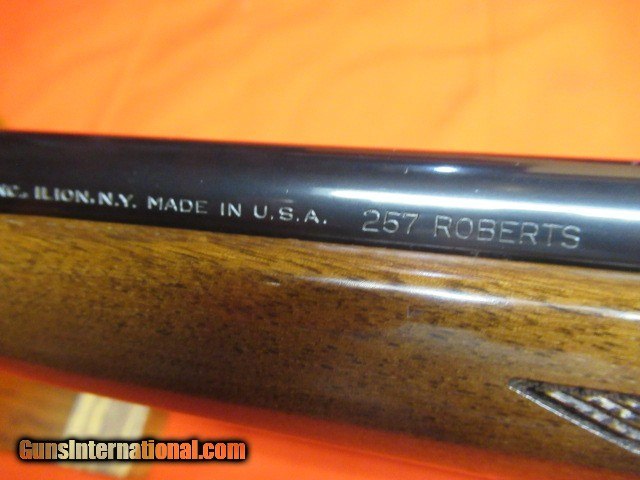 NC. ILION. N.Y. MADE IN U.S.A. 257 ROBERTS
GunsInternational.com